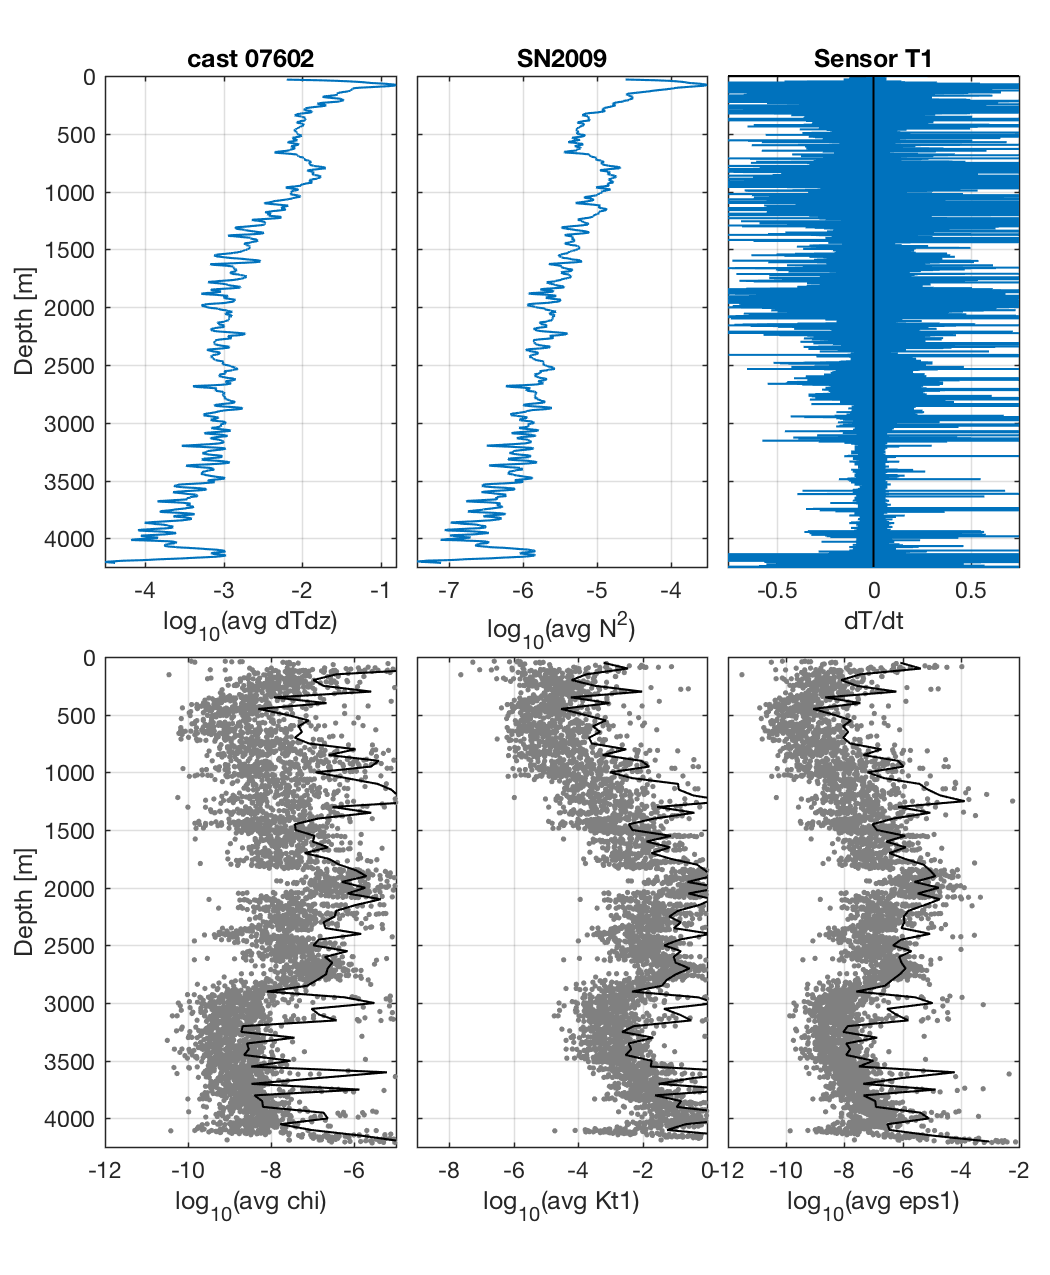 cast 07602 SN2009 Sensor T1
0
500
1000
1500
2000
2500
3000
3500
4000
Depth [m]
-4 -3 -2 -1 -7 -6 -5 -4 -0.5 0 0.5
log10(avg dTdz) log10(avg N2) dT/dt
0
500
1000
1500
2000
2500
3000
3500
4000
Depth [m]
-12 -10 -8 -6 -8 -6 -4 -2 0 -12 -10 -8 -6 -4 -2
log10(avg chi) log10(avg Kt1) log10(avg eps1)